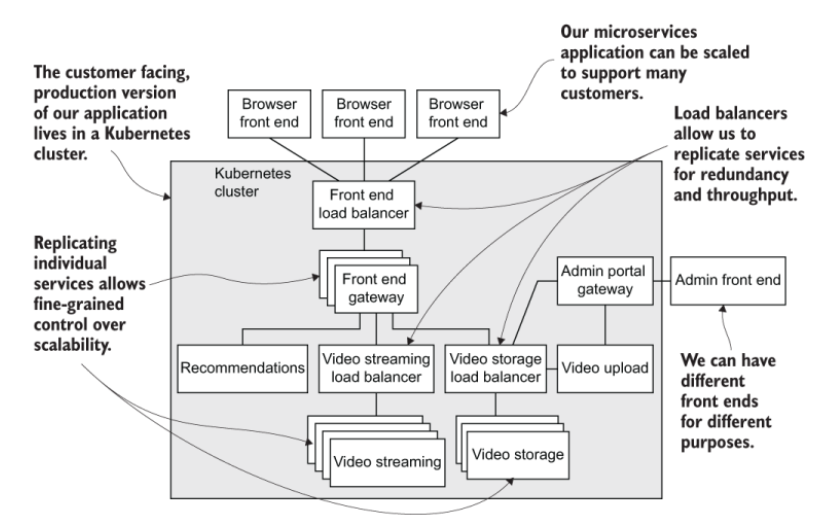 Our microservices
application can be scaled
to support many
customers.
The customer facing,
production version
of our application
lives in a Kubernetes
cluster.
Browser
front end
Browser
front end
Browser
front end
Load balancers
allow us to
replicate services
for redundancy
and throughput.
Kubernetes
cluster
Front end
load balancer
Replicating
individual
services allows
fine-grained
control over
scalability.
Front end
gateway
Admin portal
gateway
Admin front end
Recommendations
Video streaming
load balancer
Video storage
load balancer
Video upload
We can have
different
front ends
for different
purposes.
Video streaming
Video storage